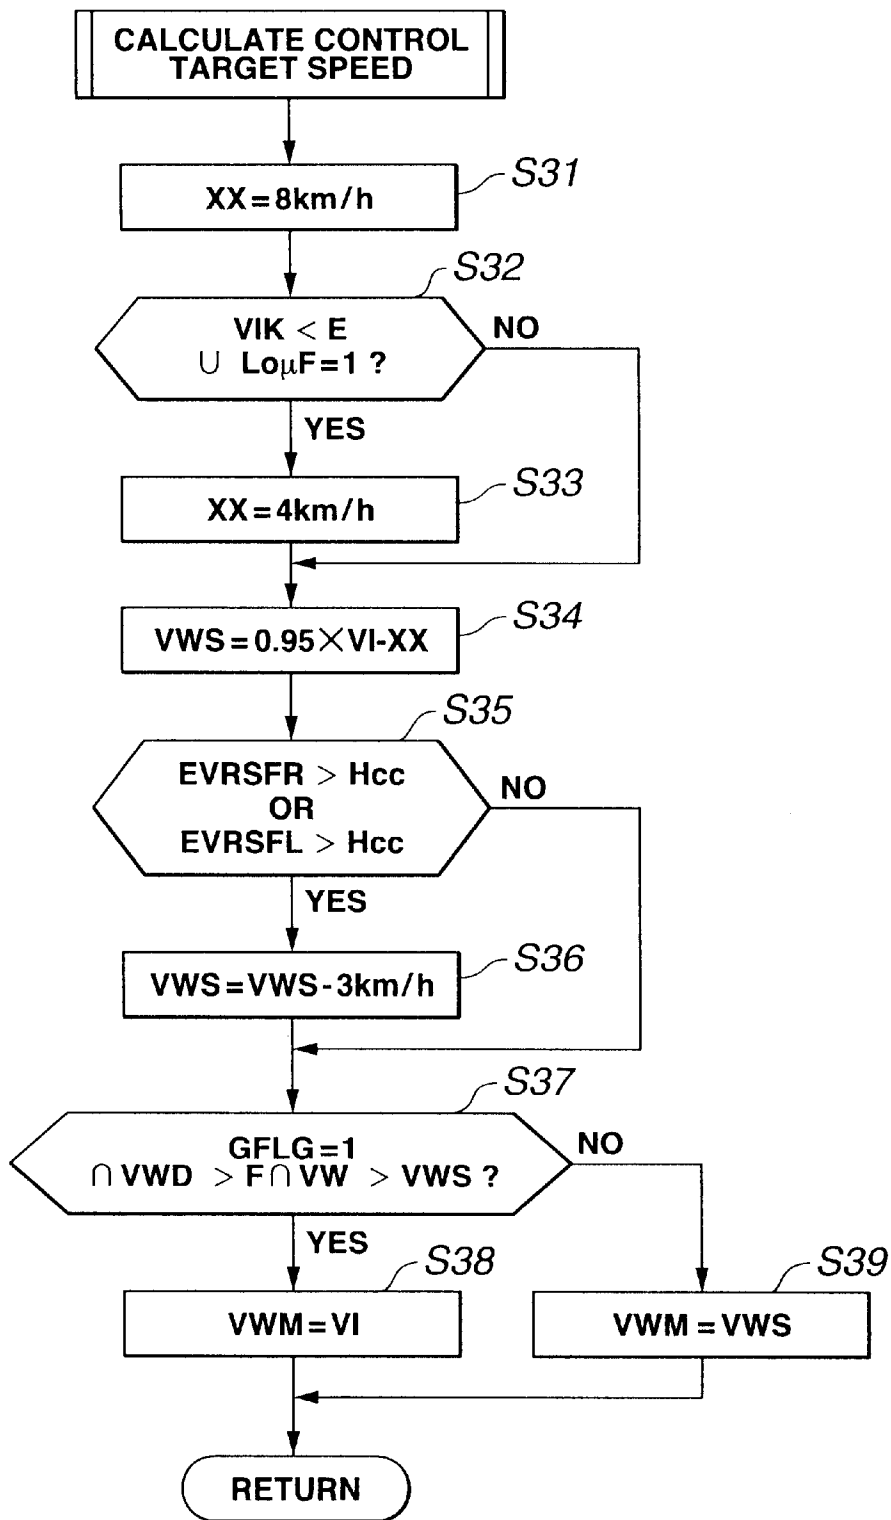 CALCULATE CONTROL
TARGET SPEED
S31
XX=8km/h
S32
VIK < E
∪ LoμF=1 ?
NO
YES
S33
XX=4km/h
S34
VWS=0.95×VI-XX
S35
EVRSFR > Hcc
OR
EVRSFL > Hcc
NO
YES
S36
VWS=VWS-3km/h
S37
GFLG=1
∩ VWD > F∩VW > VWS ?
NO
YES
S38
VWM=VI
S39
VWM=VWS
RETURN